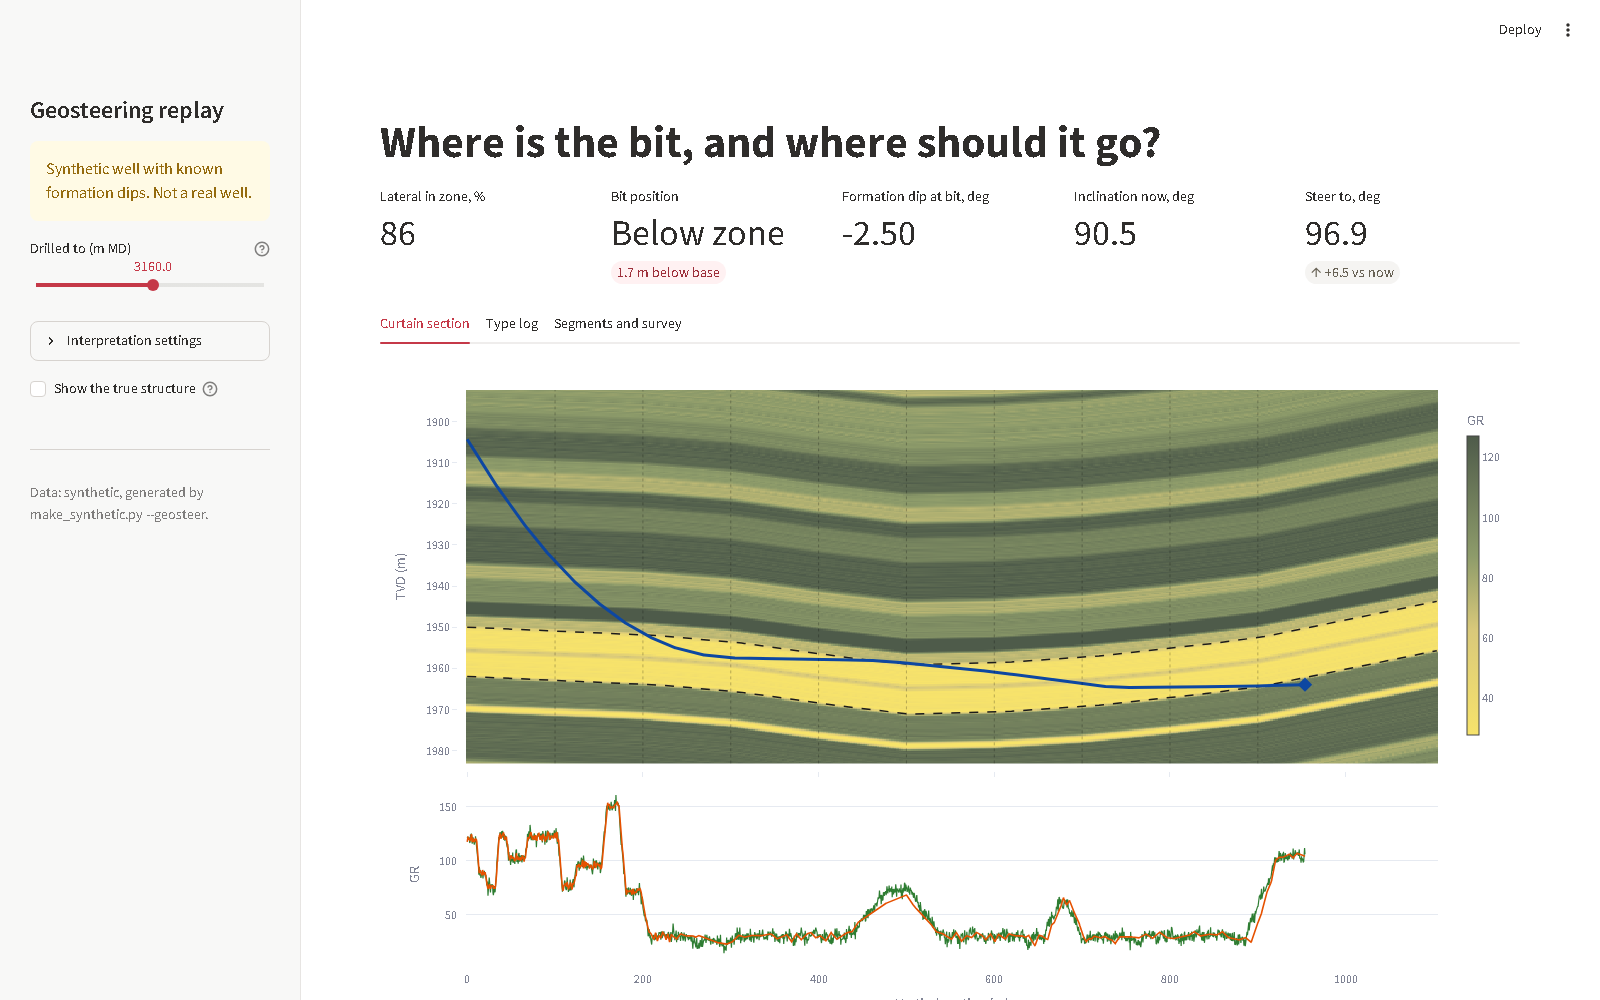 Deploy
Geosteering replay
Synthetic well with known
formation dips. Not a real well.
Drilled to (m MD)
3160.0
Interpretation settings
Show the true structure
Data: synthetic, generated by
make_synthetic.py --geosteer.
Where is the bit, and where should it go?
Lateral in zone, %
86
Bit position
Below zone
1.7 m below base
Formation dip at bit, deg
-2.50
Inclination now, deg
90.5
Steer to, deg
96.9
↑ +6.5 vs now
Curtain section
Type log
Segments and survey
TVD (m)
1900
1910
1920
1930
1940
1950
1960
1970
1980
GR
120
100
80
60
40
GR
150
100
50
0
200
400
600
800
1000